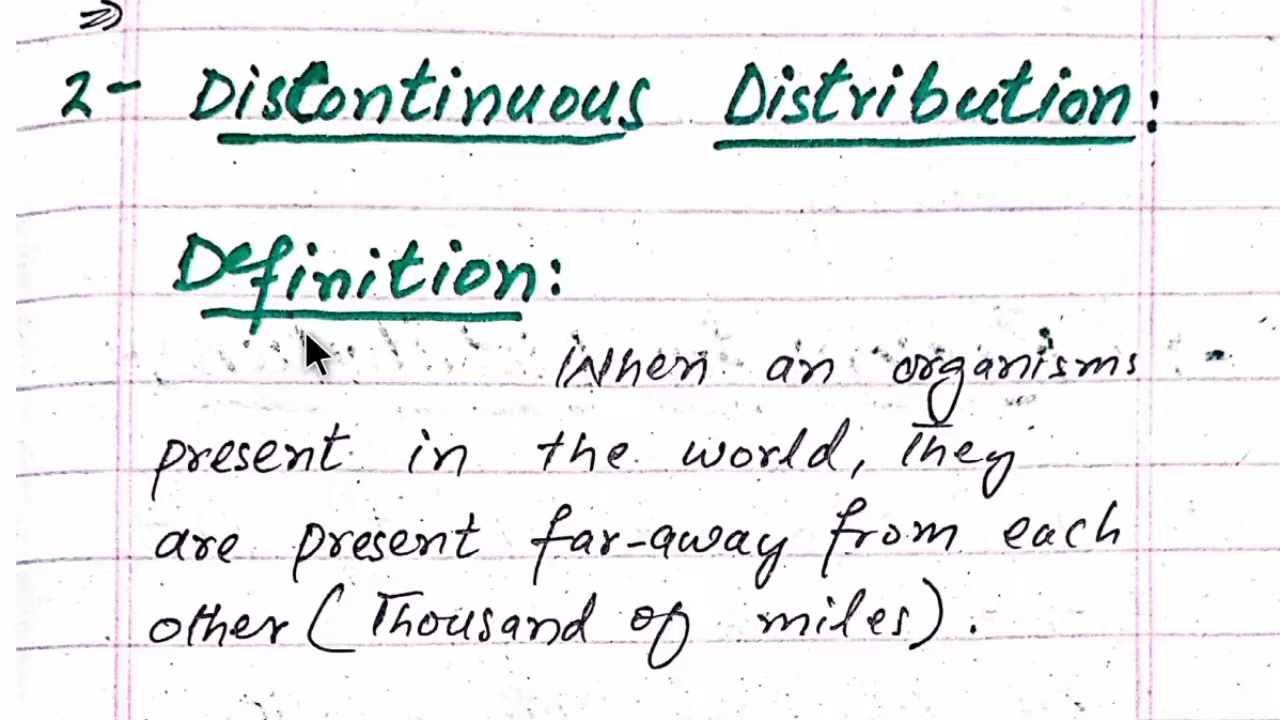 2- Discontinuous Distribution:
Definition:
When an organisms
present in the world, They
are present far-away from each
other (Thousand of miles).